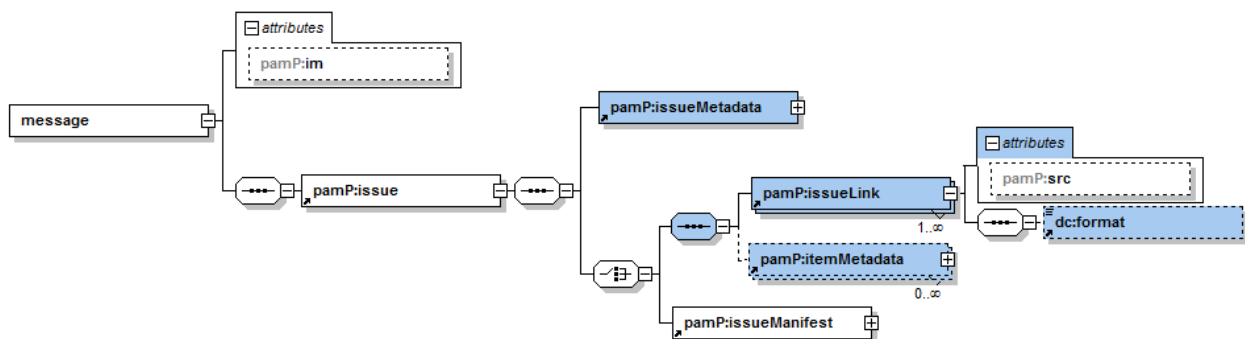 attributes
pamP:im
message
pamP:issue
pamP:issueMetadata
pamP:issueLink
1..∞
attributes
pamP:src
dc:format
pamP:itemMetadata
0..∞
pamP:issueManifest